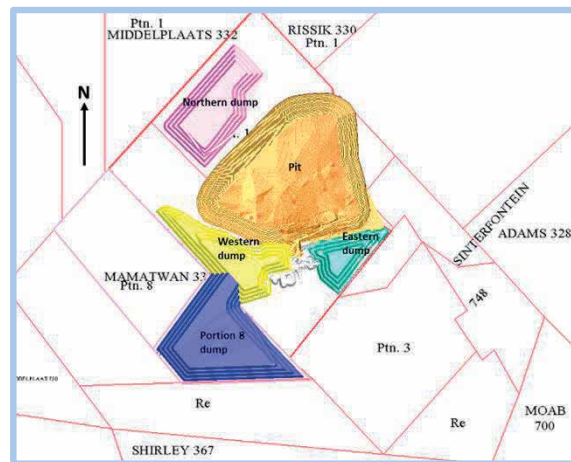 Ptn. 1
MIDDELPLAATS 332
RISSIK 330
Ptn. 1
N
Northern dump
.. 1
Pit
SINTERFONTEIN
ADAMS 328
Western
dump
Eastern
dump
MAMATWAN 33
Ptn. 8
748
Portion 8
dump
Ptn. 3
Re
Re
MOAB
700
SHIRLEY 367